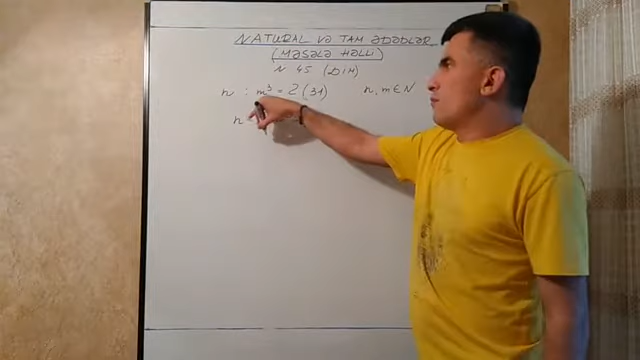 NATURAL VƏ TAM ƏDƏDLƏR
(MƏSƏLƏ HƏLLİ)
N 45 (DİM)
n : m³ = 2 (31) n, m ∈ N
n